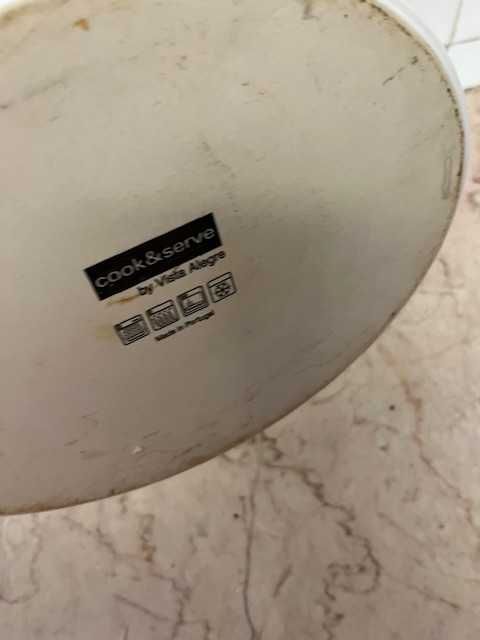 cook&serve
by Vista Alegre
Made in Portugal